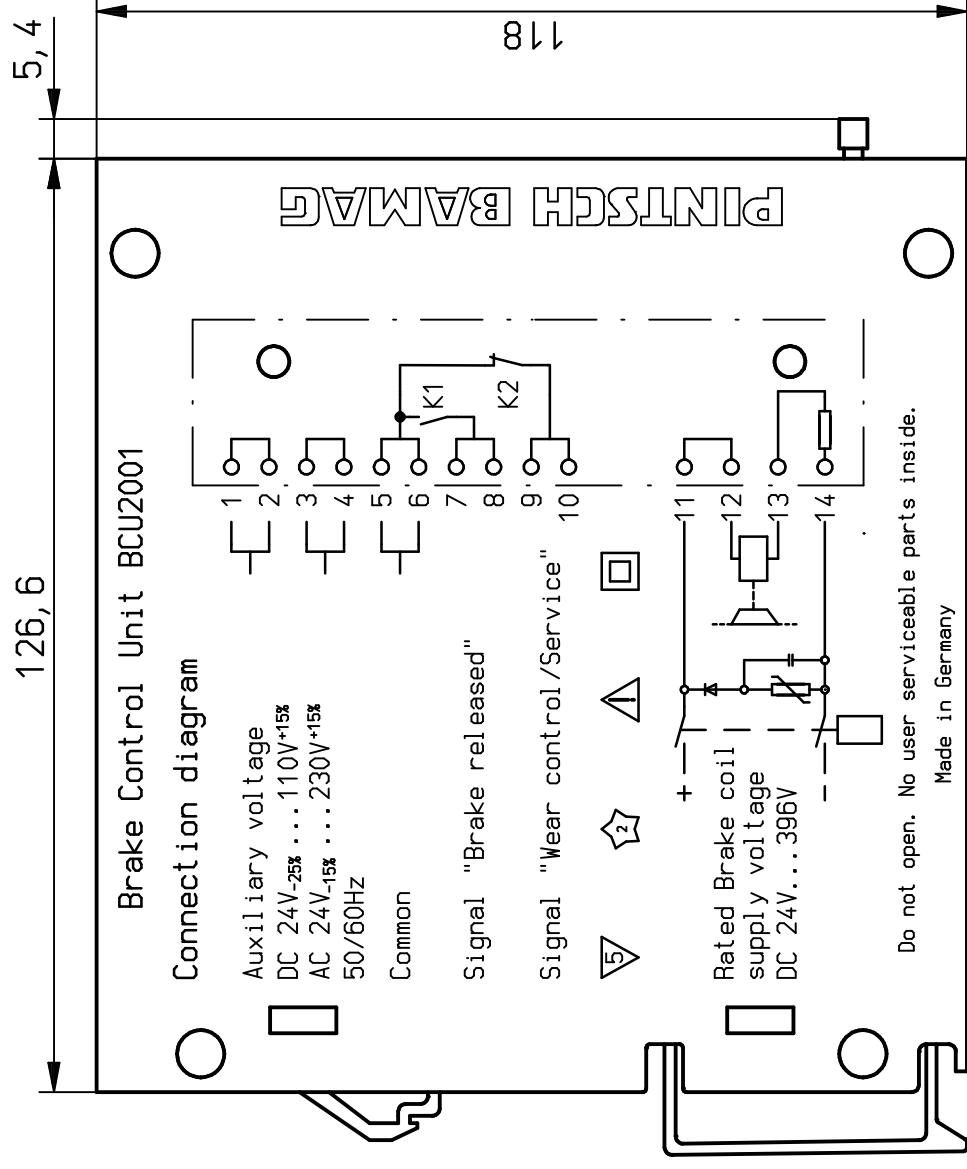 126,6
5,4
118
PINTSCH BAMAG
Brake Control Unit BCU2001
Connection diagram
Auxiliary voltage
DC 24V-25%...110V+15%
AC 24V-15%...230V+15%
50/60Hz
Common
Signal "Brake released"
Signal "Wear control/Service"
1
2
3
4
5
6
7
8
9
10
K1
K2
5
2
!
11
12
13
14
+
-
Rated Brake coil
supply voltage
DC 24V...396V
Do not open. No user serviceable parts inside.
Made in Germany